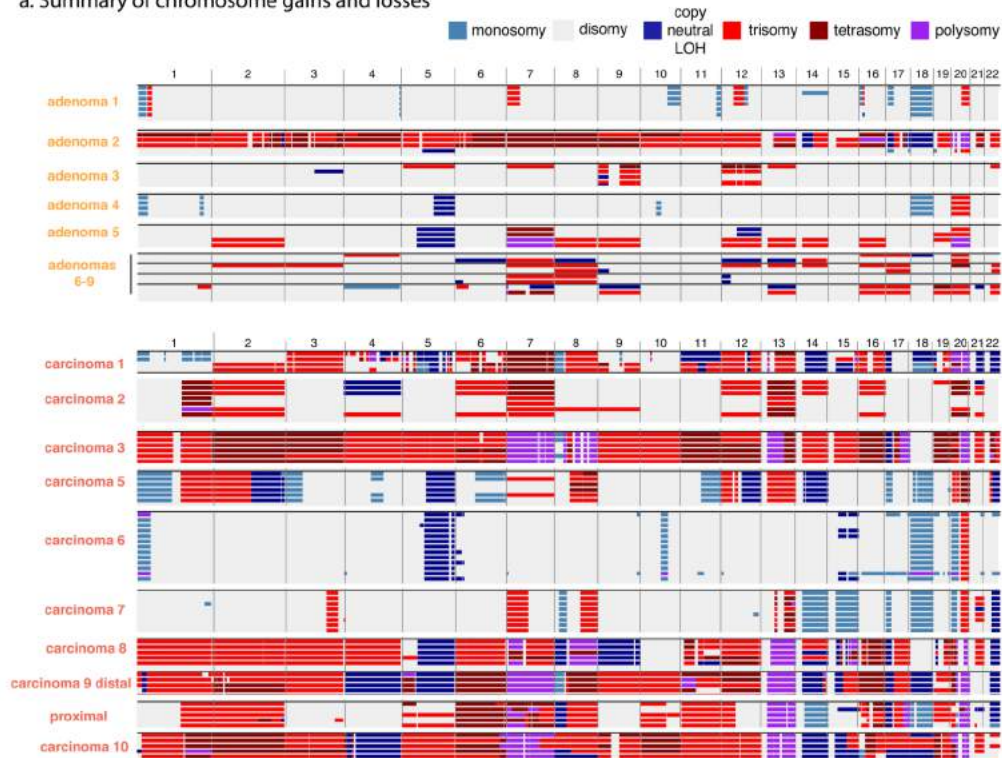 a. Summary of chromosome gains and losses
monosomy disomy copy neutral LOH trisomy tetrasomy polysomy
1 2 3 4 5 6 7 8 9 10 11 12 13 14 15 16 17 18 19 20 21 22
adenoma 1
adenoma 2
adenoma 3
adenoma 4
adenoma 5
adenomas
6-9
1 2 3 4 5 6 7 8 9 10 11 12 13 14 15 16 17 18 19 20 21 22
carcinoma 1
carcinoma 2
carcinoma 3
carcinoma 5
carcinoma 6
carcinoma 7
carcinoma 8
carcinoma 9 distal
proximal
carcinoma 10